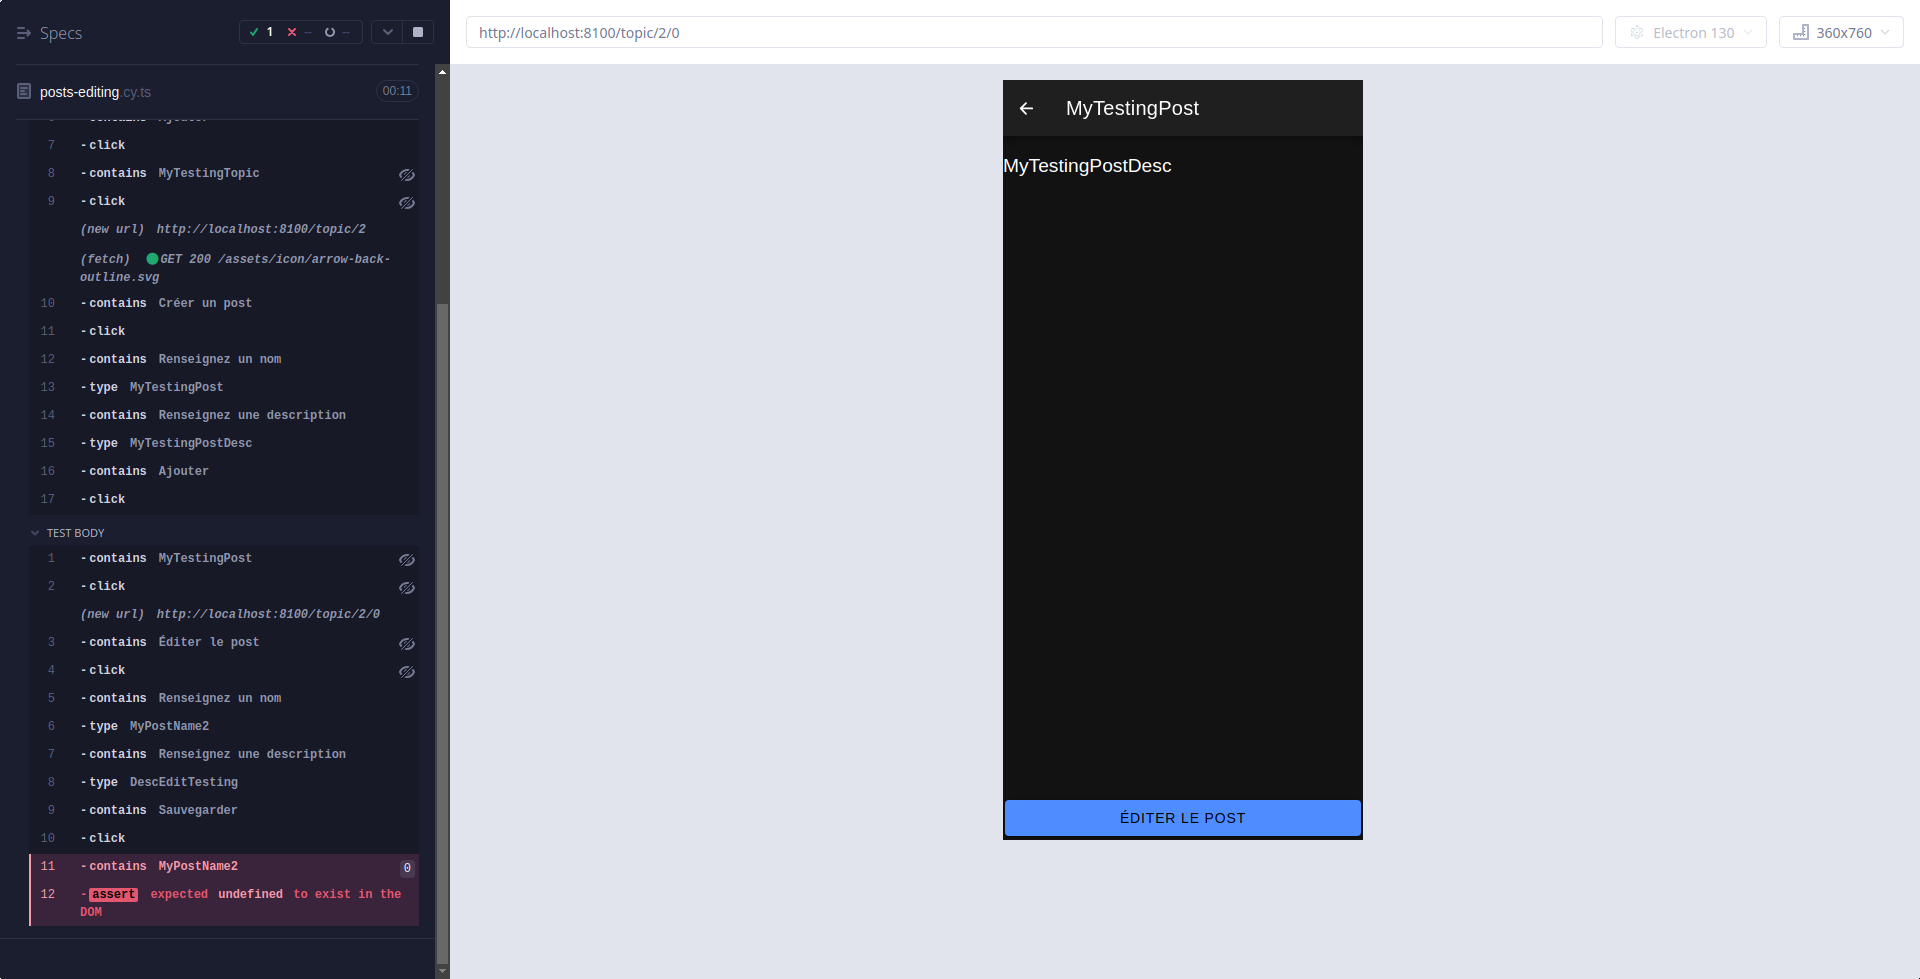 Specs
1
--
--
http://localhost:8100/topic/2/0
Electron 130
360x760
posts-editing.cy.ts
00:11
7 -click
8 -contains MyTestingTopic
9 -click
(new url) http://localhost:8100/topic/2
(fetch) GET 200 /assets/icon/arrow-back-
outline.svg
10 -contains Créer un post
11 -click
12 -contains Renseignez un nom
13 -type MyTestingPost
14 -contains Renseignez une description
15 -type MyTestingPostDesc
16 -contains Ajouter
17 -click
TEST BODY
1 -contains MyTestingPost
2 -click
(new url) http://localhost:8100/topic/2/0
3 -contains Éditer le post
4 -click
5 -contains Renseignez un nom
6 -type MyPostName2
7 -contains Renseignez une description
8 -type DescEditTesting
9 -contains Sauvegarder
10 -click
11 -contains MyPostName2 0
12 -assert expected undefined to exist in the
DOM
MyTestingPost
MyTestingPostDesc
ÉDITER LE POST